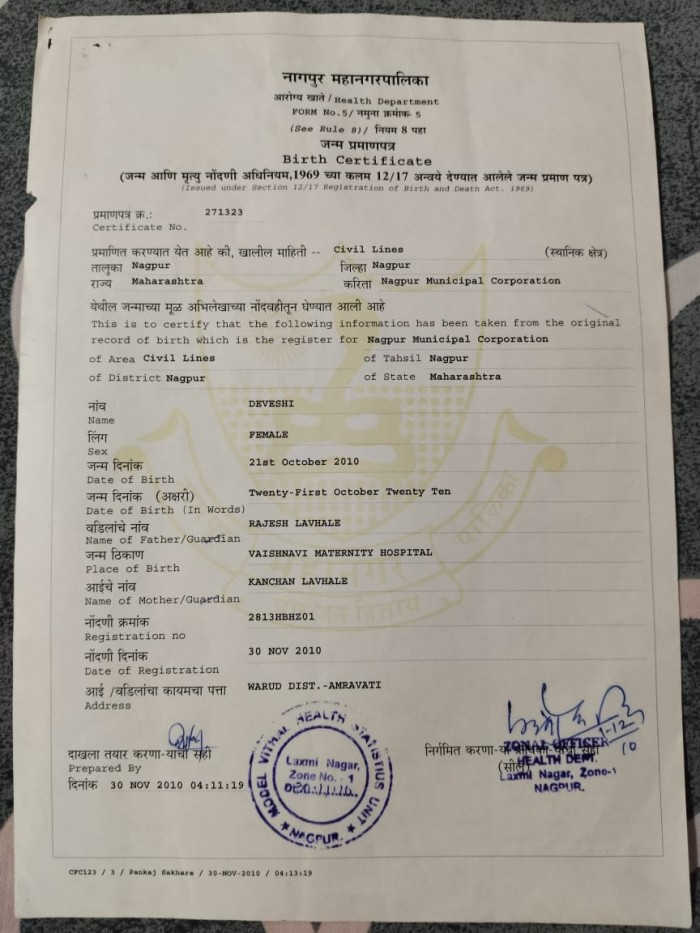 नागपुर महानगरपालिका
आरोग्य खाते / Health Department
FORM No.5/ नमुना क्रमांक- 5
(See Rule 8)/ नियम 8 पहा
जन्म प्रमाणपत्र
Birth Certificate
(जन्म आणि मृत्यु नोंदणी अधिनियम,1969 च्या कलम 12/17 अन्वये देण्यात आलेले जन्म प्रमाण पत्र)
(Issued under Section 12/17 Registration of Birth and Death Act. 1969)
प्रमाणपत्र क्र.: 271323
Certificate No.
प्रमाणित करण्यात येत आहे की, खालील माहिती -- Civil Lines (स्थानिक क्षेत्र)
तालुका Nagpur जिल्हा Nagpur
राज्य Maharashtra करिता Nagpur Municipal Corporation
येथील जन्माच्या मूळ अभिलेखाच्या नोंदवहीतून घेण्यात आली आहे
This is to certify that the following information has been taken from the original
record of birth which is the register for Nagpur Municipal Corporation
of Area Civil Lines of Tahsil Nagpur
of District Nagpur of State Maharashtra
नांव DEVESHI
Name
लिंग FEMALE
Sex
जन्म दिनांक 21st October 2010
Date of Birth
जन्म दिनांक (अक्षरी) Twenty-First October Twenty Ten
Date of Birth (In Words)
वडिलांचे नांव RAJESH LAVHALE
Name of Father/Guardian
जन्म ठिकाण VAISHNAVI MATERNITY HOSPITAL
Place of Birth
आईचे नांव KANCHAN LAVHALE
Name of Mother/Guardian
नोंदणी क्रमांक 2813HBHZ01
Registration no
नोंदणी दिनांक 30 NOV 2010
Date of Registration
आई /वडिलांचा कायमचा पत्ता WARUD DIST.-AMRAVATI
Address
दाखला तयार करणा-याची सही
Prepared By
दिनांक 30 NOV 2010 04:11:19
MODEL VITHAL HEALTH STATISTIUS UNIT
Laxmi Nagar,
Zone No. - 1
★ NAGPUR. ★
निर्गमित करणा-या
(सील)
ZONAL OFFICER
HEALTH DEPT.
Laxmi Nagar, Zone-1
NAGPUR.
CPC123 / 3 / Pankaj Sakhare / 30-NOV-2010 / 04:13:19